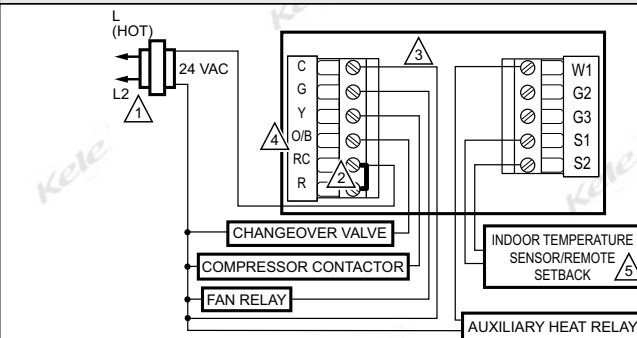 L
(HOT)
24 VAC
L2
1
3
C
G
Y
4
O/B
RC
2
R
W1
G2
G3
S1
S2
CHANGEOVER VALVE
COMPRESSOR CONTACTOR
FAN RELAY
INDOOR TEMPERATURE
SENSOR/REMOTE
SETBACK
5
AUXILIARY HEAT RELAY
Kele
Kele
Kele